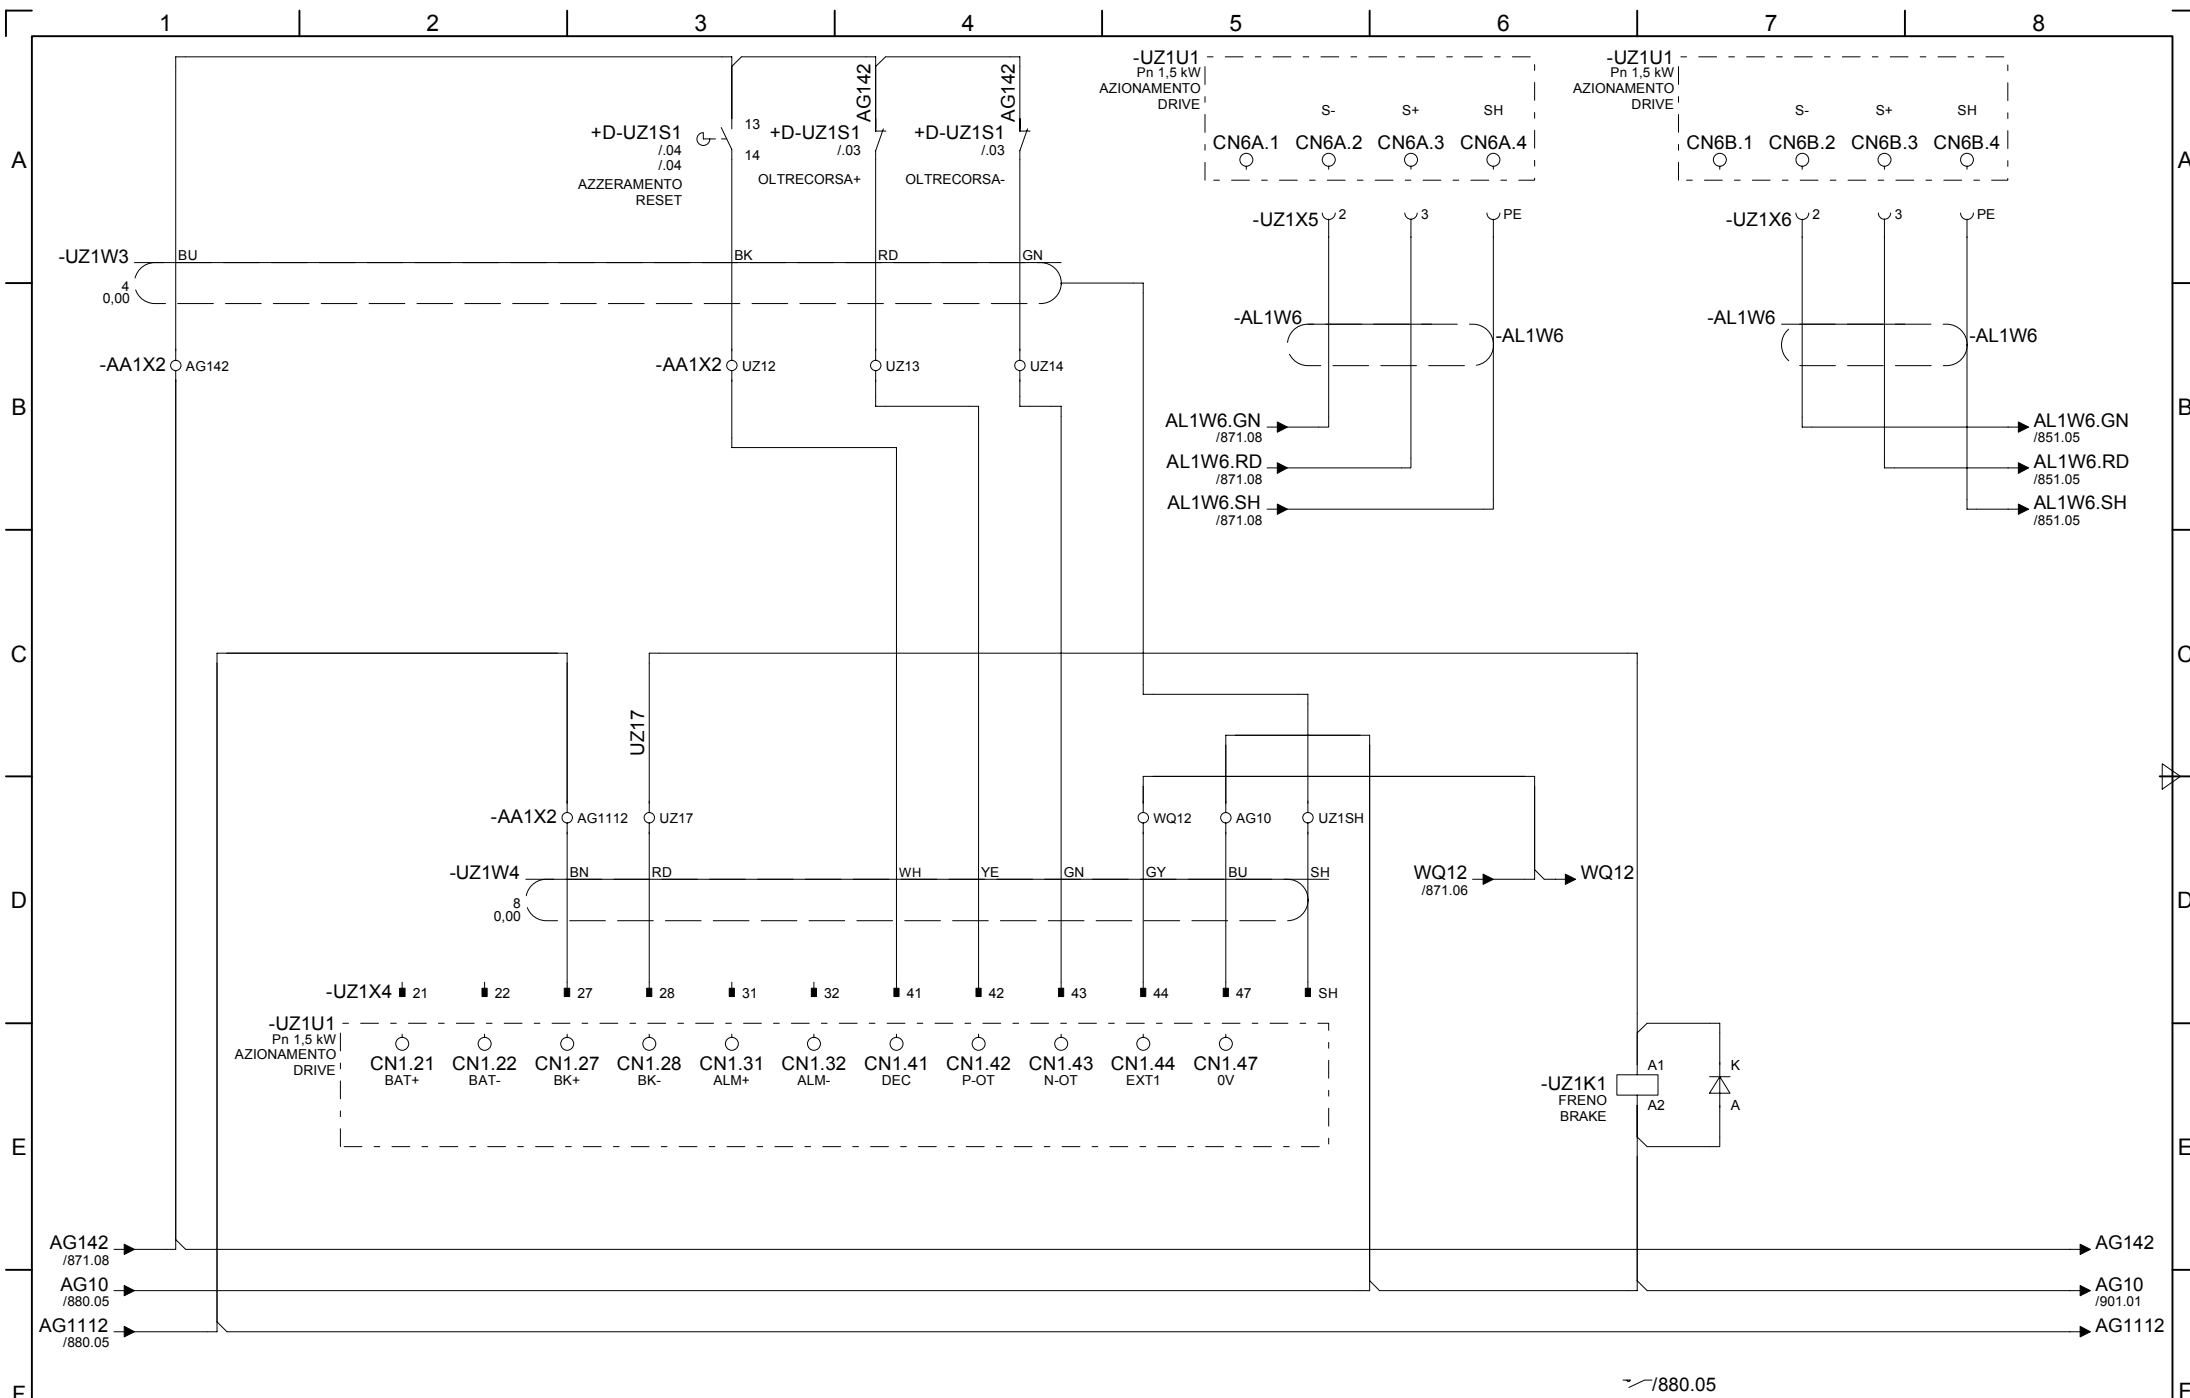 1 2 3 4 5 6 7 8
-UZ1U1
Pn 1,5 kW
AZIONAMENTO
DRIVE
S- S+ SH
CN6A.1 CN6A.2 CN6A.3 CN6A.4
-UZ1U1
Pn 1,5 kW
AZIONAMENTO
DRIVE
S- S+ SH
CN6B.1 CN6B.2 CN6B.3 CN6B.4
AG142
AG142
A
A
+D-UZ1S1
/.04
/.04
AZZERAMENTO
RESET
13
14
+D-UZ1S1
/.03
OLTRECORSA+
+D-UZ1S1
/.03
OLTRECORSA-
-UZ1X5 2 3 PE
-UZ1X6 2 3 PE
-UZ1W3 BU BK RD GN
4
0,00
-AL1W6
-AL1W6
-AL1W6
-AL1W6
-AA1X2 AG142
-AA1X2 UZ12 UZ13 UZ14
B
B
AL1W6.GN
/871.08
AL1W6.RD
/871.08
AL1W6.SH
/871.08
AL1W6.GN
/851.05
AL1W6.RD
/851.05
AL1W6.SH
/851.05
C
C
UZ17
-AA1X2 AG1112 UZ17 WQ12 AG10 UZ1SH
-UZ1W4 BN RD WH YE GN GY BU SH
8
0,00
WQ12
/871.06
WQ12
D
D
-UZ1X4 21 22 27 28 31 32 41 42 43 44 47 SH
-UZ1U1
Pn 1,5 kW
AZIONAMENTO
DRIVE
CN1.21 CN1.22 CN1.27 CN1.28 CN1.31 CN1.32 CN1.41 CN1.42 CN1.43 CN1.44 CN1.47
BAT+ BAT- BK+ BK- ALM+ ALM- DEC P-OT N-OT EXT1 0V
-UZ1K1
FRENO
BRAKE
A1
A2
K
A
E
E
AG142
/871.08
AG142
AG10
/880.05
AG10
/901.01
AG1112
/880.05
AG1112
/880.05
F
F